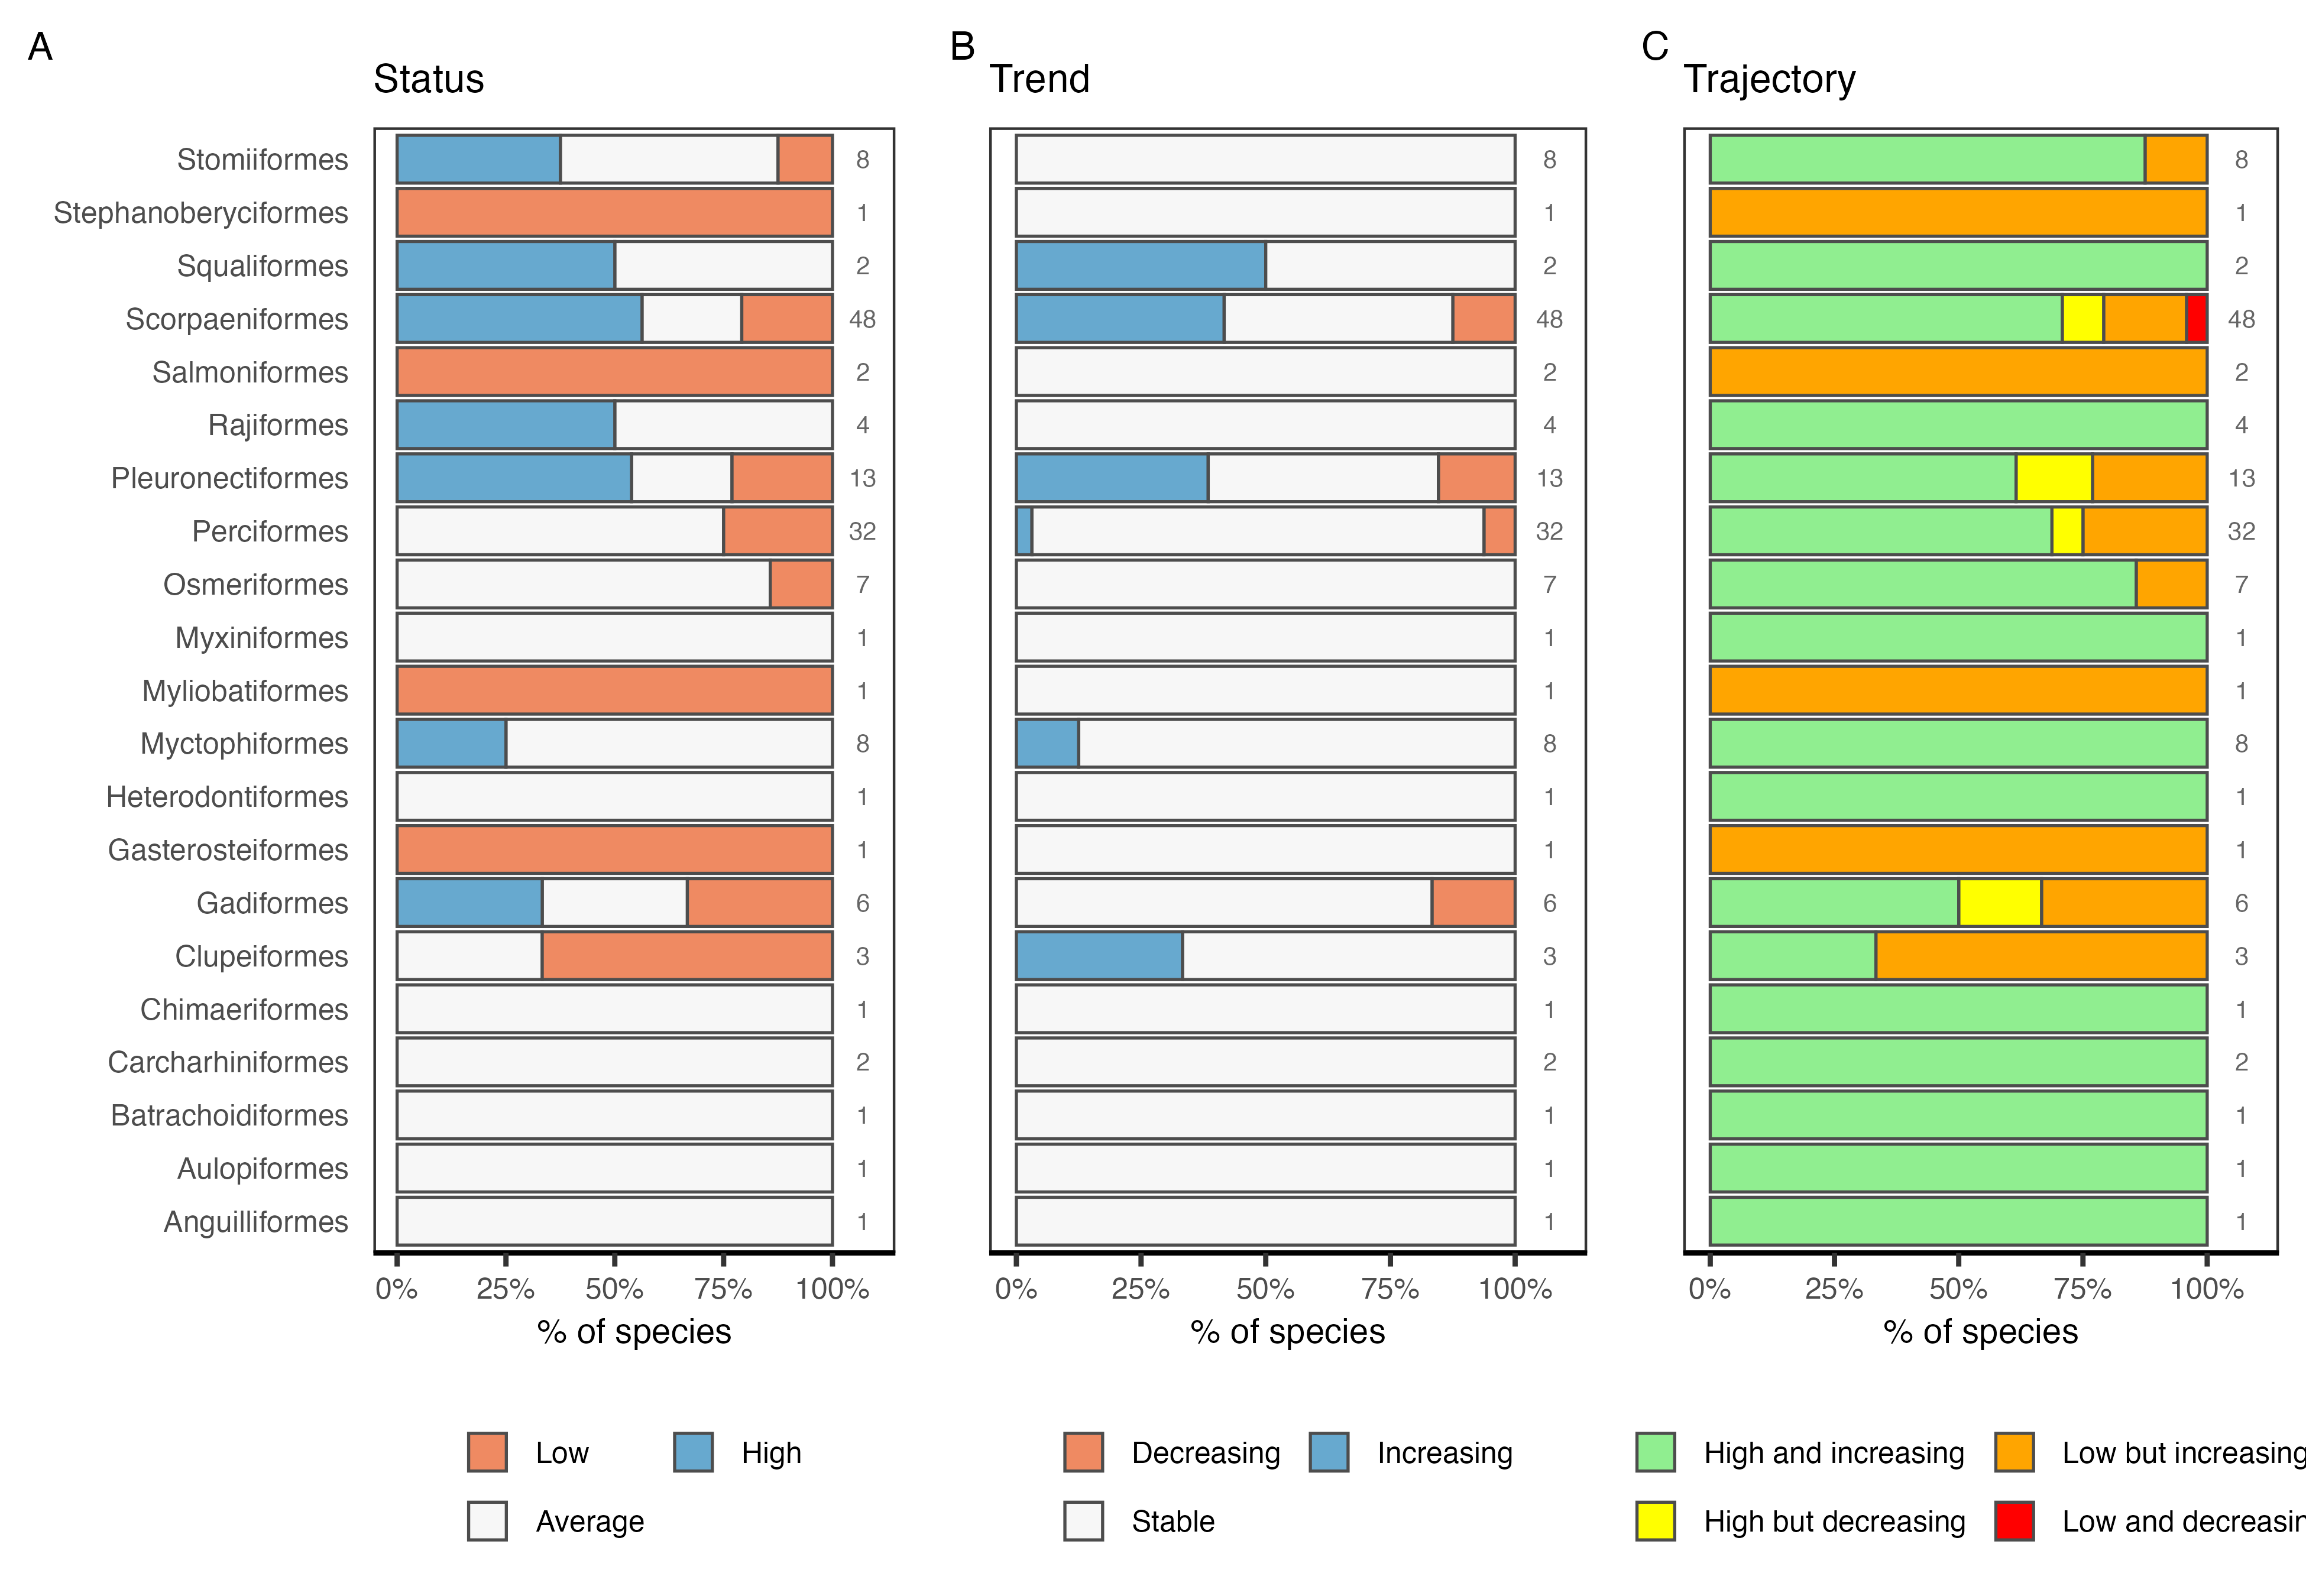 A B C
Status Trend Trajectory
Stomiiformes 8 8 8
Stephanoberyciformes 1 1 1
Squaliformes 2 2 2
Scorpaeniformes 48 48 48
Salmoniformes 2 2 2
Rajiformes 4 4 4
Pleuronectiformes 13 13 13
Perciformes 32 32 32
Osmeriformes 7 7 7
Myxiniformes 1 1 1
Myliobatiformes 1 1 1
Myctophiformes 8 8 8
Heterodontiformes 1 1 1
Gasterosteiformes 1 1 1
Gadiformes 6 6 6
Clupeiformes 3 3 3
Chimaeriformes 1 1 1
Carcharhiniformes 2 2 2
Batrachoidiformes 1 1 1
Aulopiformes 1 1 1
Anguilliformes 1 1 1
0% 25% 50% 75% 100% 0% 25% 50% 75% 100% 0% 25% 50% 75% 100%
% of species % of species % of species
Low High Decreasing Increasing High and increasing Low but increasing
Average Stable High but decreasing Low and decreasin